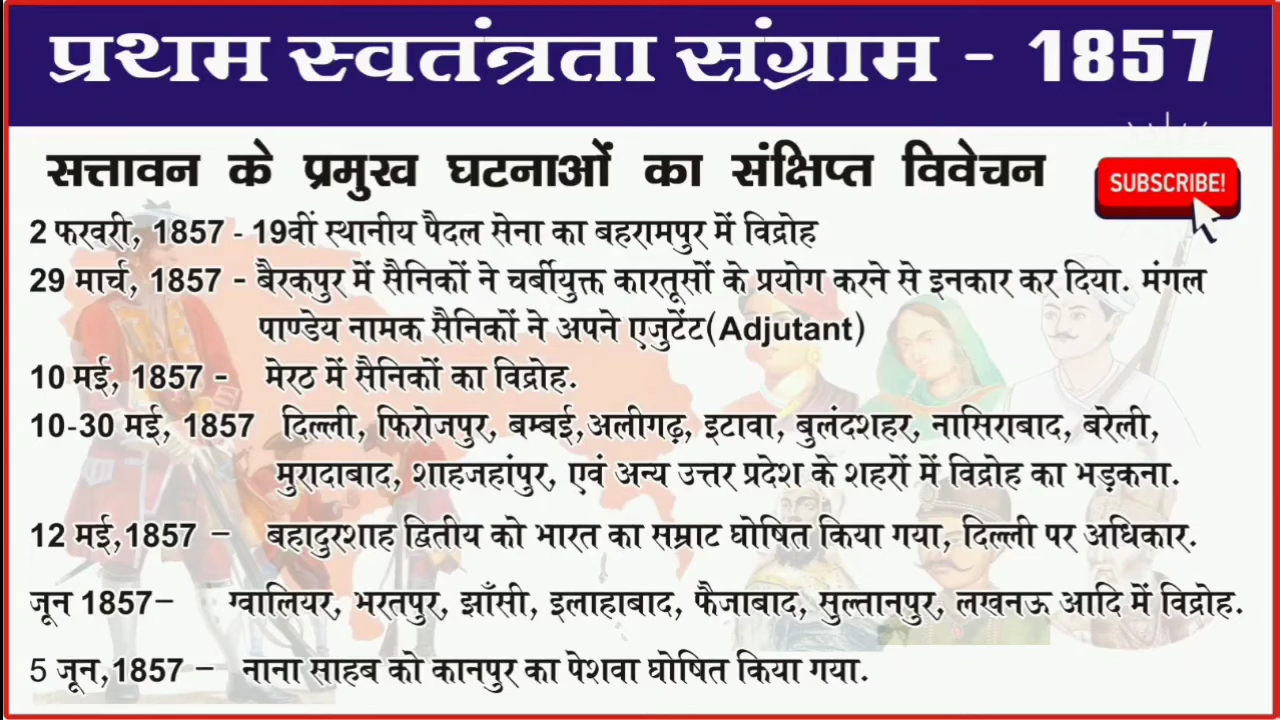 प्रथम स्वतंत्रता संग्राम - 1857
सत्तावन के प्रमुख घटनाओं का संक्षिप्त विवेचन
SUBSCRIBE!
2 फरवरी, 1857 - 19वीं स्थानीय पैदल सेना का बहरामपुर में विद्रोह
29 मार्च, 1857 - बैरकपुर में सैनिकों ने चर्बीयुक्त कारतूसों के प्रयोग करने से इनकार कर दिया. मंगल
पाण्डेय नामक सैनिकों ने अपने एजुटेंट(Adjutant)
10 मई, 1857 - मेरठ में सैनिकों का विद्रोह.
10-30 मई, 1857 दिल्ली, फिरोजपुर, बम्बई,अलीगढ़, इटावा, बुलंदशहर, नासिराबाद, बरेली,
मुरादाबाद, शाहजहांपुर, एवं अन्य उत्तर प्रदेश के शहरों में विद्रोह का भड़कना.
12 मई,1857 – बहादुरशाह द्वितीय को भारत का सम्राट घोषित किया गया, दिल्ली पर अधिकार.
जून 1857– ग्वालियर, भरतपुर, झाँसी, इलाहाबाद, फैजाबाद, सुल्तानपुर, लखनऊ आदि में विद्रोह.
5 जून,1857 – नाना साहब को कानपुर का पेशवा घोषित किया गया.